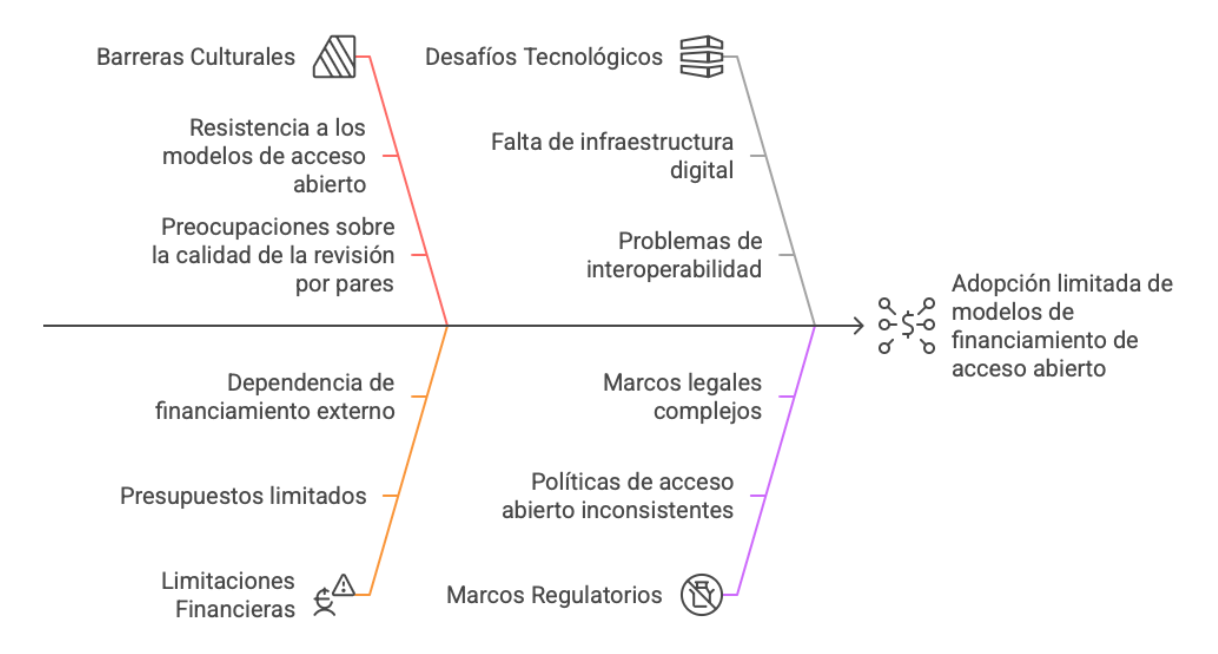 Barreras Culturales
Resistencia a los
modelos de acceso
abierto
Preocupaciones sobre
la calidad de la revisión
por pares
Desafíos Tecnológicos
Falta de infraestructura
digital
Problemas de
interoperabilidad
Adopción limitada de
modelos de
financiamiento de
acceso abierto
Dependencia de
financiamiento externo
Presupuestos limitados
Limitaciones
Financieras
Marcos legales
complejos
Políticas de acceso
abierto inconsistentes
Marcos Regulatorios